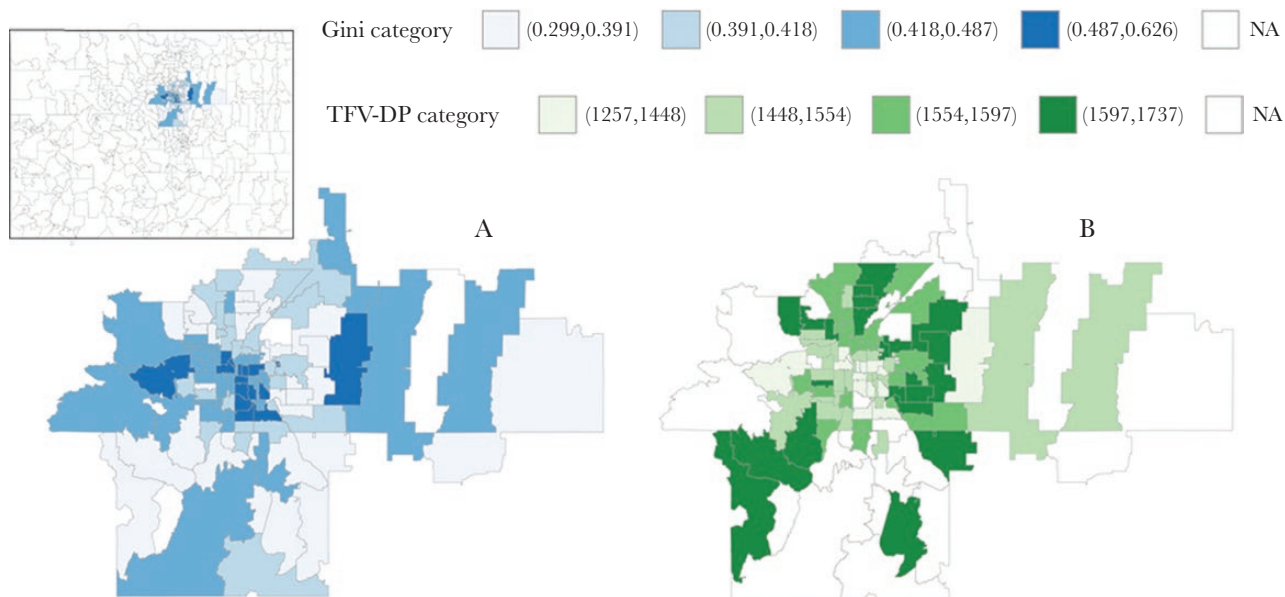 Gini category (0.299,0.391) (0.391,0.418) (0.418,0.487) (0.487,0.626) NA
TFV-DP category (1257,1448) (1448,1554) (1554,1597) (1597,1737) NA
A B